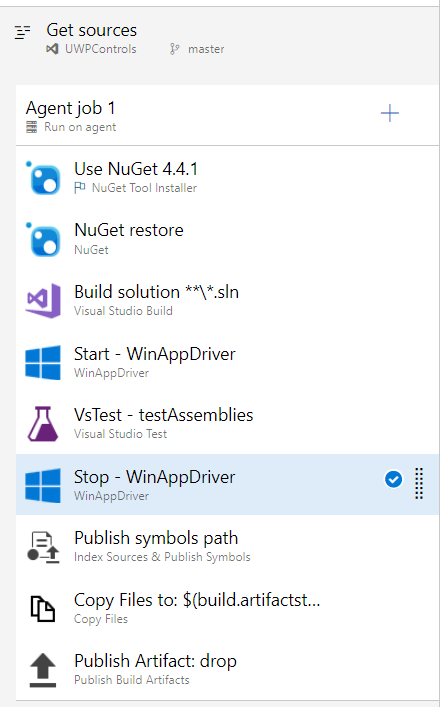 Get sources
UWPControls master
Agent job 1
Run on agent
Use NuGet 4.4.1
NuGet Tool Installer
NuGet restore
NuGet
Build solution **\*.sln
Visual Studio Build
Start - WinAppDriver
WinAppDriver
VsTest - testAssemblies
Visual Studio Test
Stop - WinAppDriver
WinAppDriver
Publish symbols path
Index Sources & Publish Symbols
Copy Files to: $(build.artifactst...
Copy Files
Publish Artifact: drop
Publish Build Artifacts